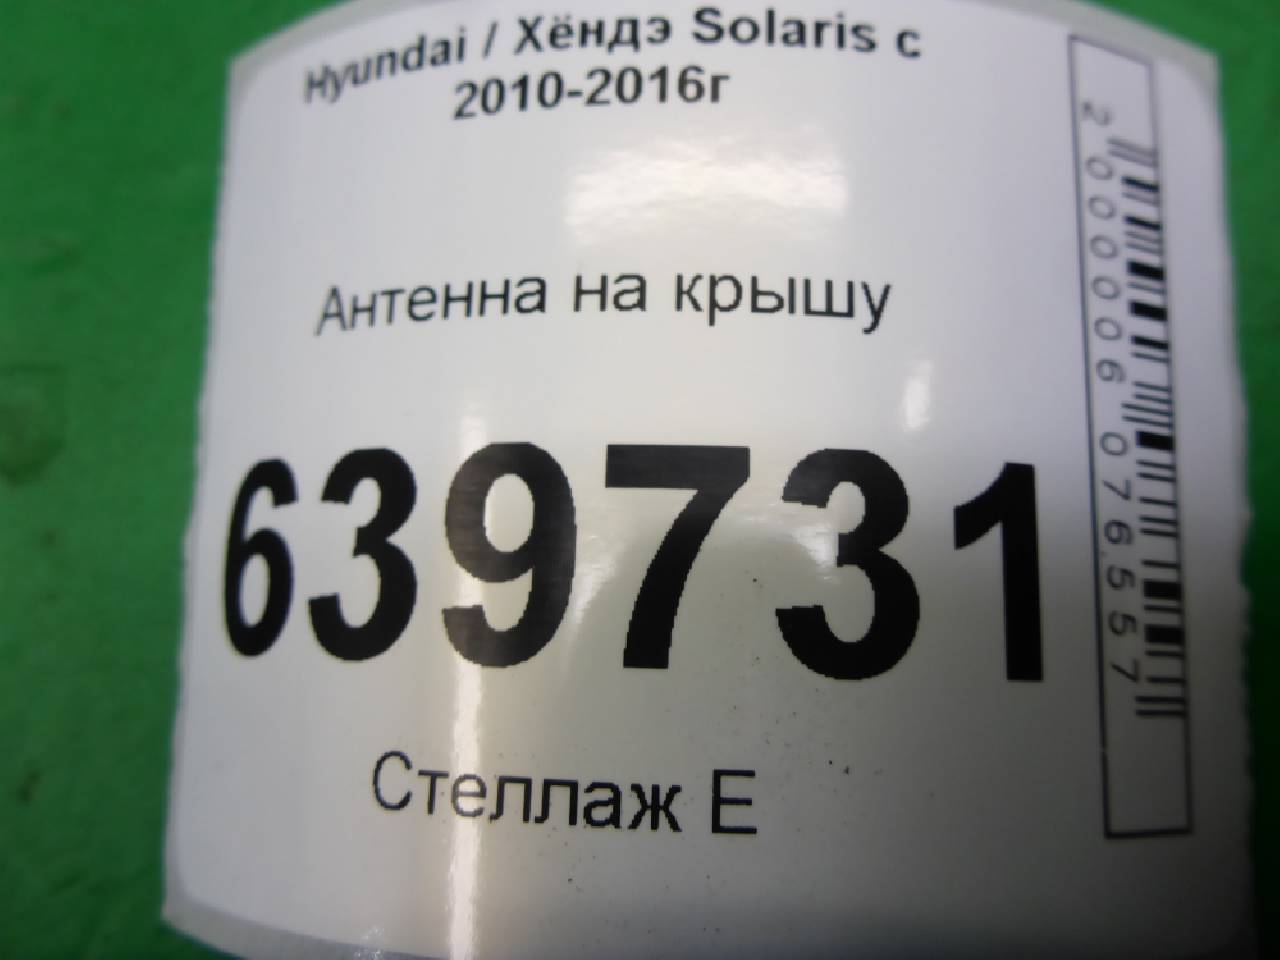 Hyundai / Хёндэ Solaris с
2010-2016г
Антенна на крышу
639731
Стеллаж Е
2000006076557